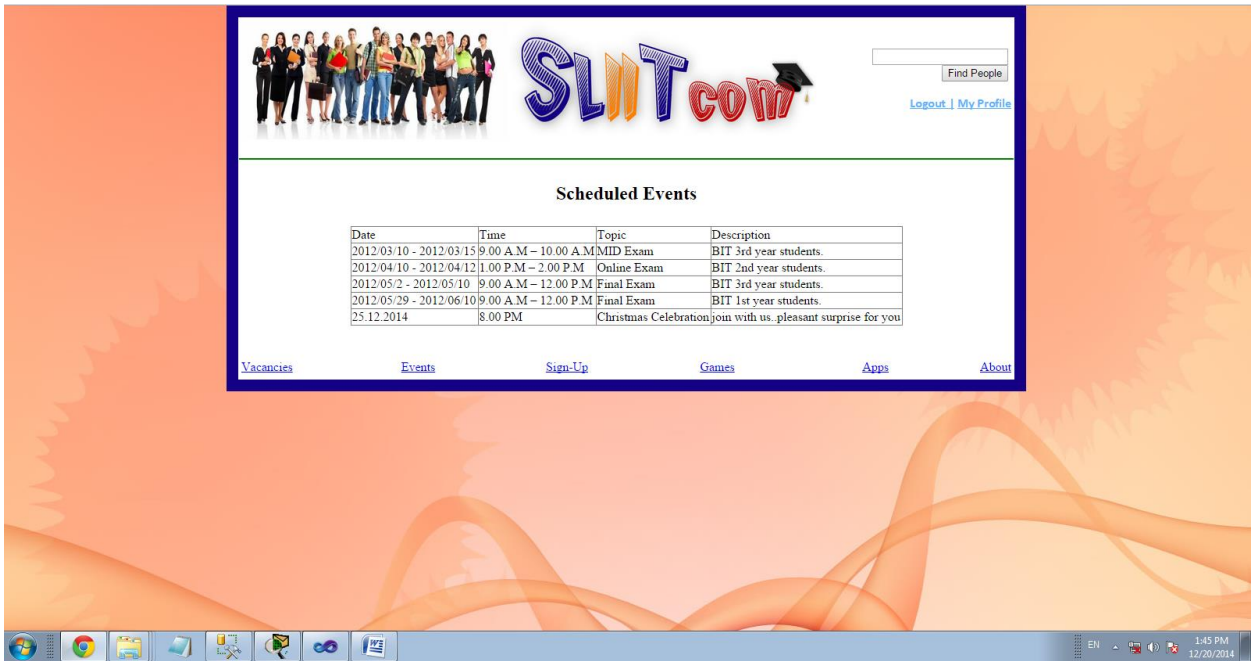 SLIIT com
Find People
Logout | My Profile
Scheduled Events
Date Time Topic Description
2012/03/10 - 2012/03/15 9.00 A.M – 10.00 A.M MID Exam BIT 3rd year students.
2012/04/10 - 2012/04/12 1.00 P.M – 2.00 P.M Online Exam BIT 2nd year students.
2012/05/2 - 2012/05/10 9.00 A.M – 12.00 P.M Final Exam BIT 3rd year students.
2012/05/29 - 2012/06/10 9.00 A.M – 12.00 P.M Final Exam BIT 1st year students.
25.12.2014 8.00 PM Christmas Celebration join with us..pleasant surprise for you
Vacancies Events Sign-Up Games Apps About
EN 1:45 PM
12/20/2014